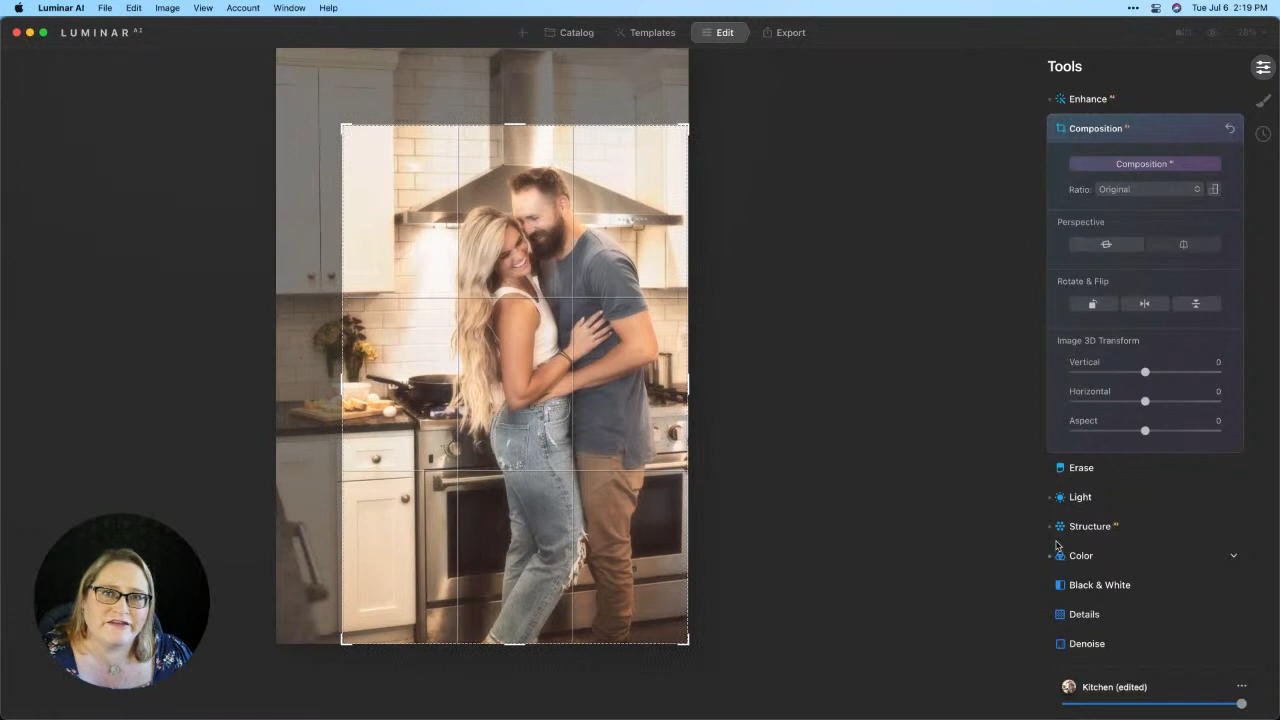 Luminar AI File Edit Image View Account Window Help Tue Jul 6 2:19 PM
LUMINAR AI Catalog Templates Edit Export 28%
Tools
Enhance AI
Composition AI
Composition AI
Ratio: Original
Perspective
Rotate & Flip
Image 3D Transform
Vertical 0
Horizontal 0
Aspect 0
Erase
Light
Structure AI
Color
Black & White
Details
Denoise
Kitchen (edited)